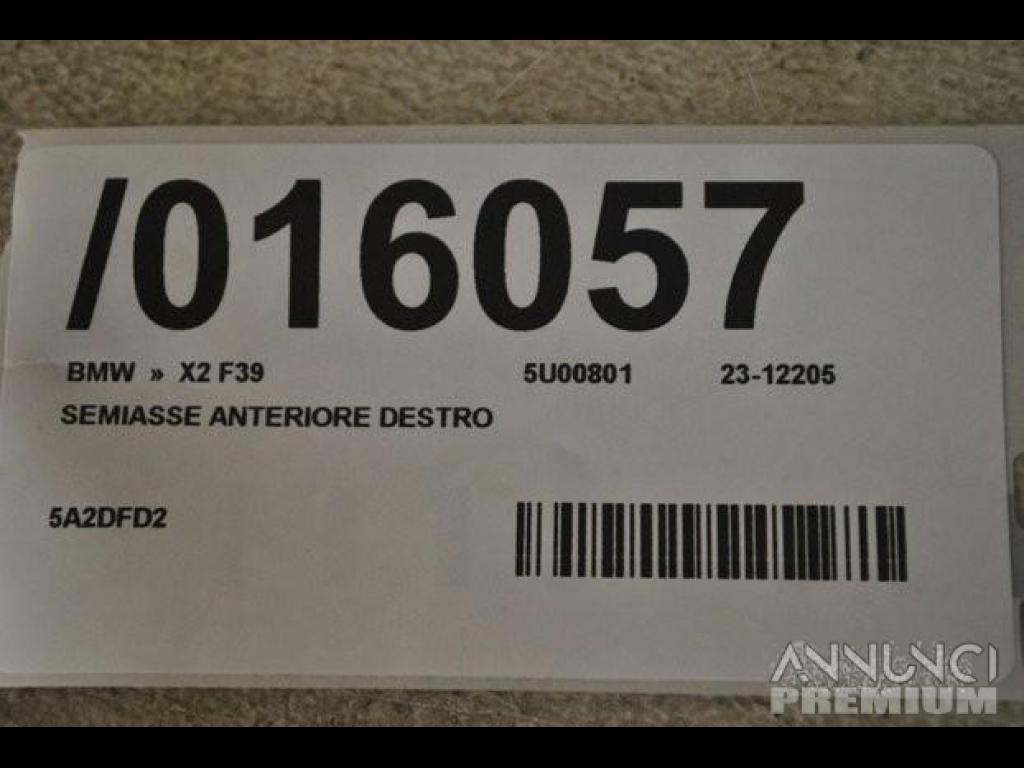 /016057
BMW » X2 F39 5U00801 23-12205
SEMIASSE ANTERIORE DESTRO
5A2DFD2
ANNUNCI
PREMIUM